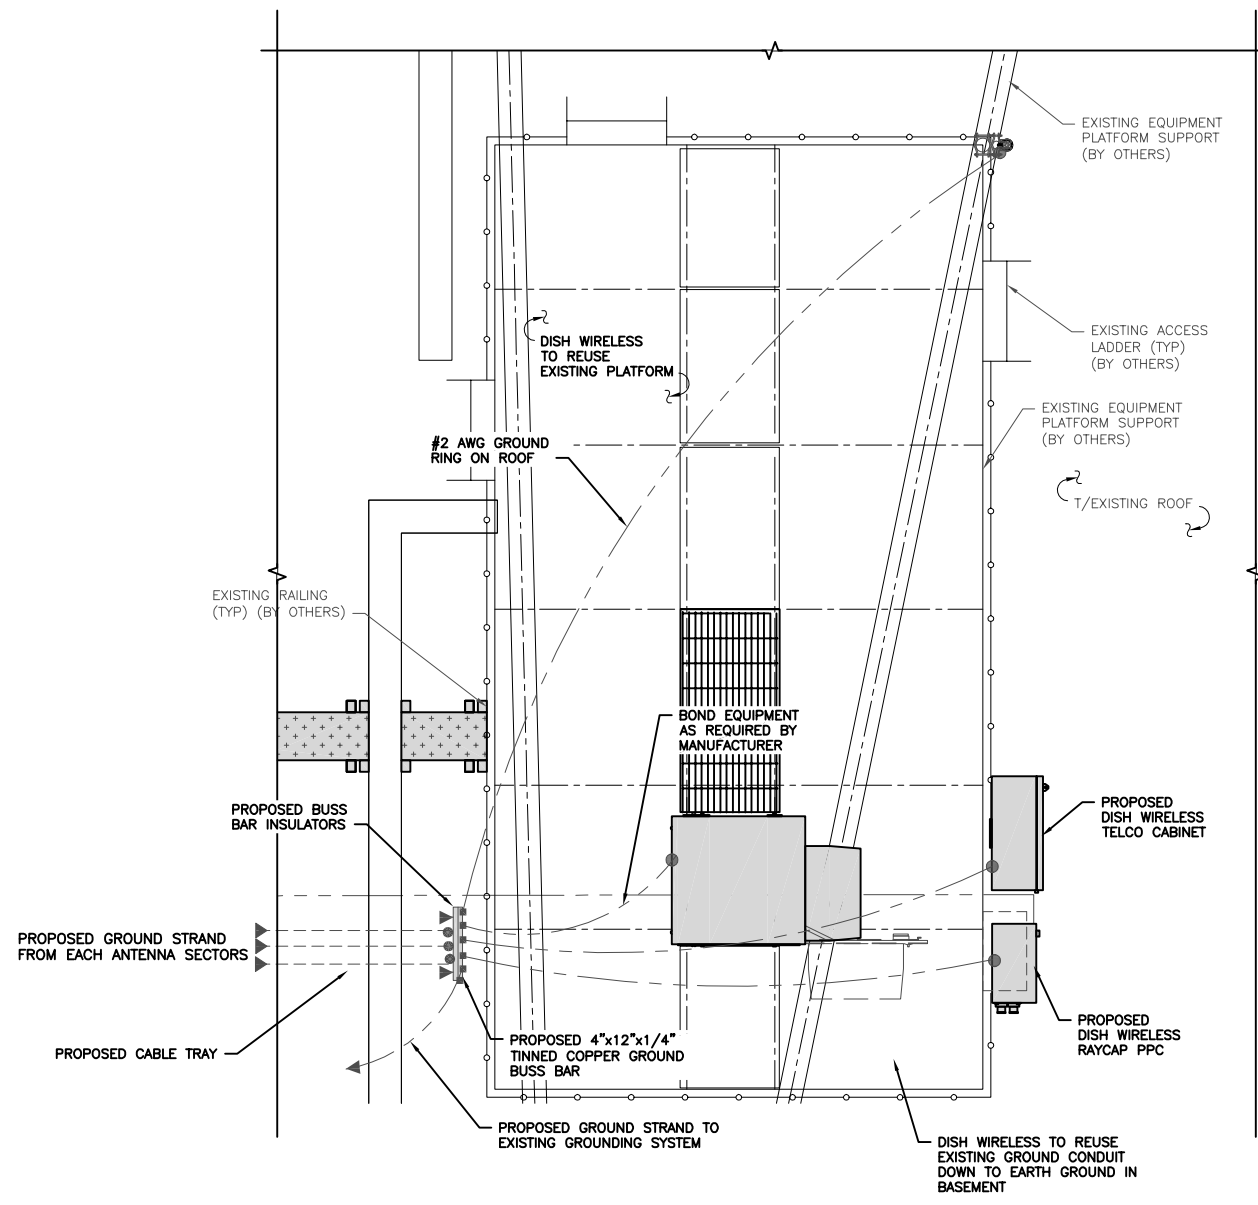 EXISTING EQUIPMENT
PLATFORM SUPPORT
(BY OTHERS)
DISH WIRELESS
TO REUSE
EXISTING PLATFORM
EXISTING ACCESS
LADDER (TYP)
(BY OTHERS)
EXISTING EQUIPMENT
PLATFORM SUPPORT
(BY OTHERS)
#2 AWG GROUND
RING ON ROOF
T/EXISTING ROOF
EXISTING RAILING
(TYP) (BY OTHERS)
BOND EQUIPMENT
AS REQUIRED BY
MANUFACTURER
PROPOSED BUSS
BAR INSULATORS
PROPOSED
DISH WIRELESS
TELCO CABINET
PROPOSED GROUND STRAND
FROM EACH ANTENNA SECTORS
PROPOSED CABLE TRAY
PROPOSED 4"x12"x1/4"
TINNED COPPER GROUND
BUSS BAR
PROPOSED
DISH WIRELESS
RAYCAP PPC
PROPOSED GROUND STRAND TO
EXISTING GROUNDING SYSTEM
DISH WIRELESS TO REUSE
EXISTING GROUND CONDUIT
DOWN TO EARTH GROUND IN
BASEMENT